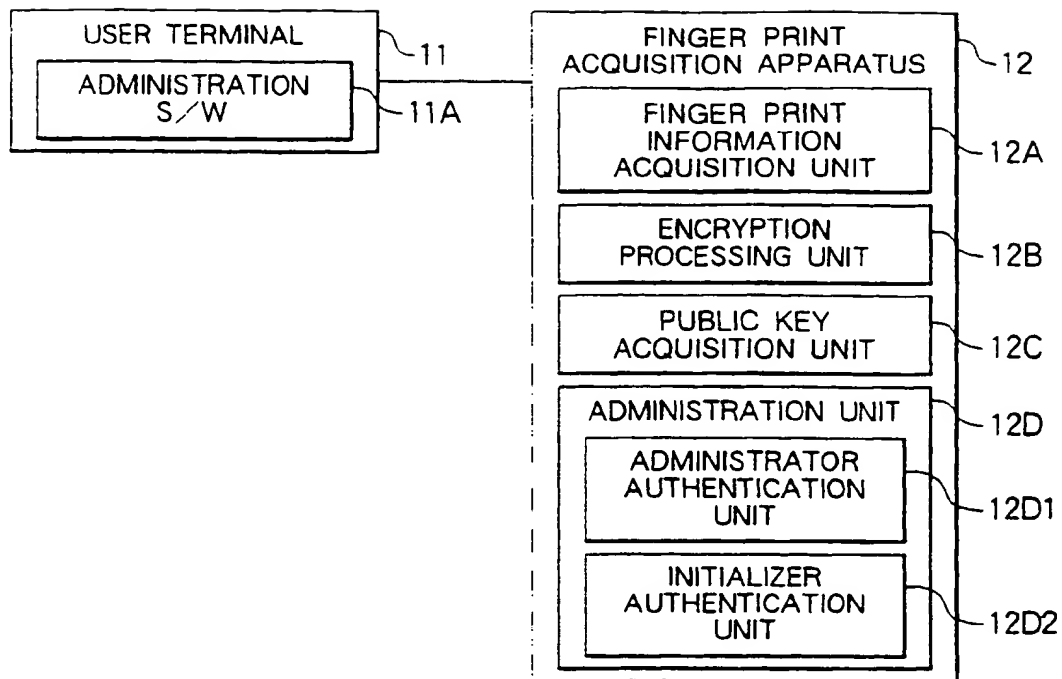 USER TERMINAL
11
ADMINISTRATION
S/W
11A
FINGER PRINT
ACQUISITION APPARATUS
12
FINGER PRINT
INFORMATION
ACQUISITION UNIT
12A
ENCRYPTION
PROCESSING UNIT
12B
PUBLIC KEY
ACQUISITION UNIT
12C
ADMINISTRATION UNIT
12D
ADMINISTRATOR
AUTHENTICATION
UNIT
12D1
INITIALIZER
AUTHENTICATION
UNIT
12D2